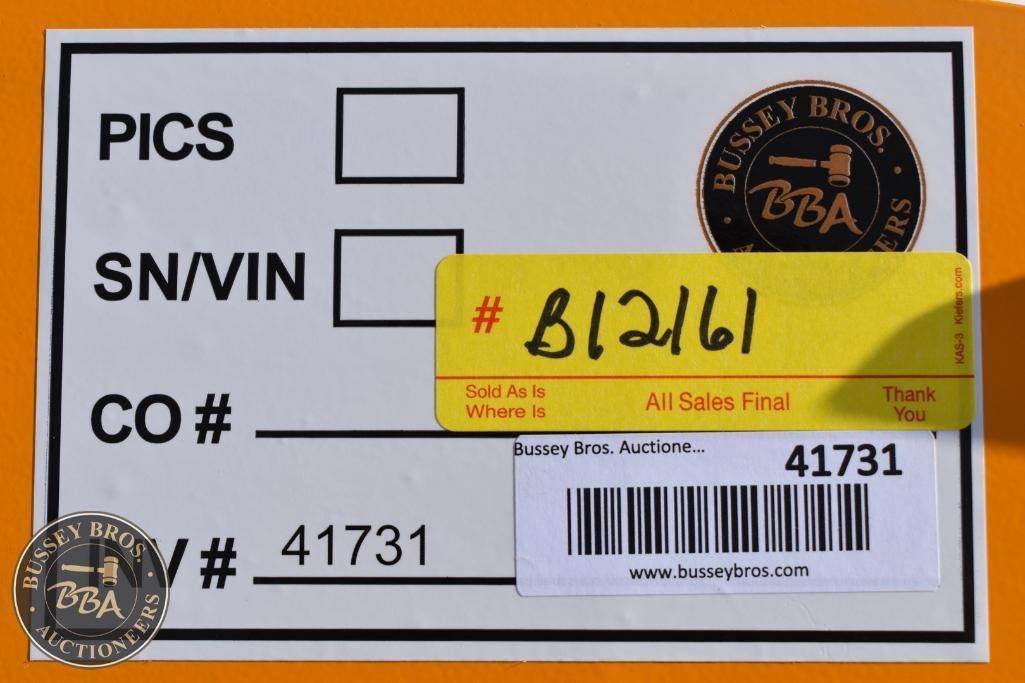 PICS
BUSSEY BROS.
BBA
SN/VIN
# B12161
KAS-3 Kiefers.com
Sold As Is
Where Is
All Sales Final
Thank
You
CO #
Bussey Bros. Auctione...
41731
www.busseybros.com
INV # 41731
BUSSEY BROS.
BBA
AUCTIONEERS